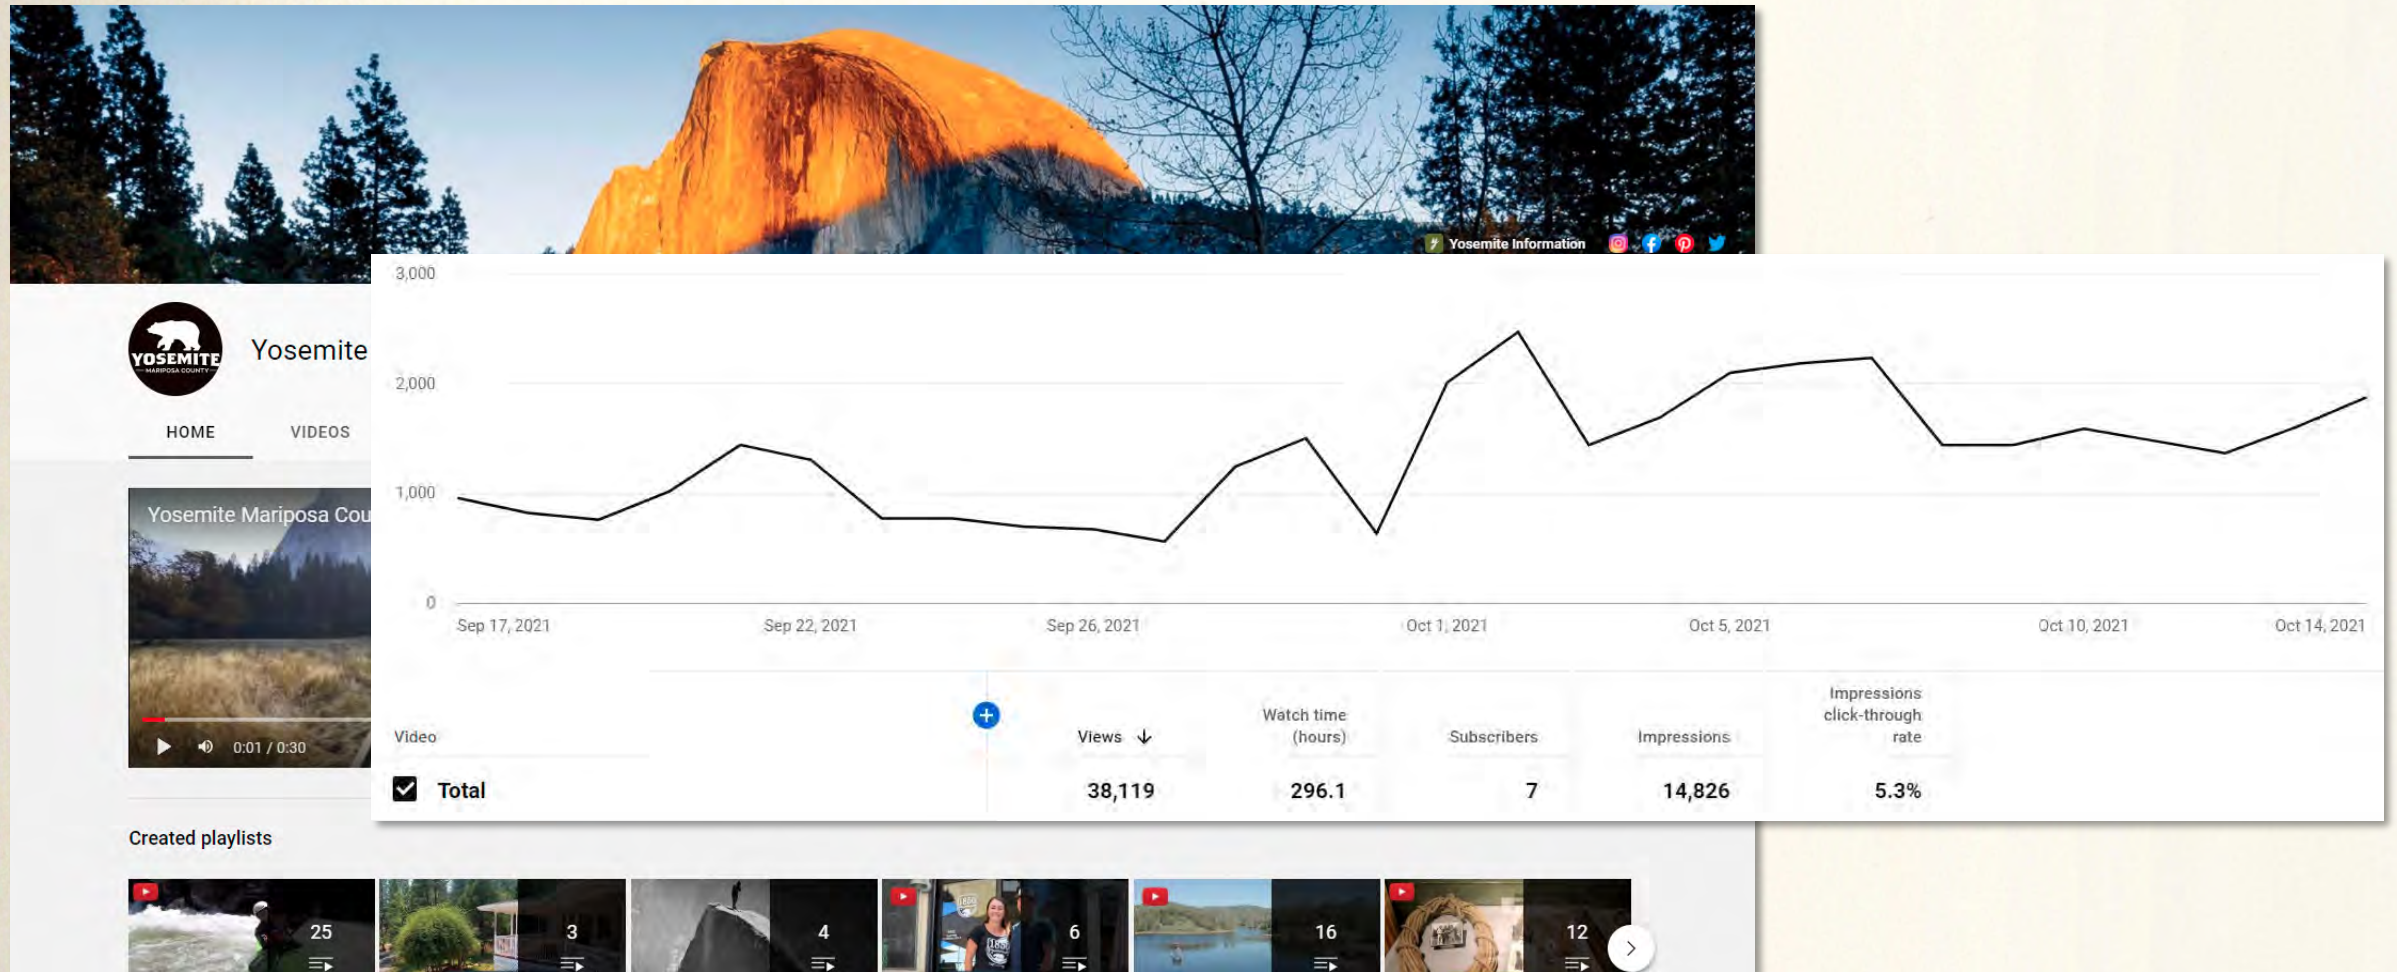 Yosemite Information
YOSEMITE
MARIPOSA COUNTY
Yosemite
HOME VIDEOS
Yosemite Mariposa Cou
0:01 / 0:30
3,000
2,000
1,000
0
Sep 17, 2021 Sep 22, 2021 Sep 26, 2021 Oct 1, 2021 Oct 5, 2021 Oct 10, 2021 Oct 14, 2021
Video Views Watch time (hours) Subscribers Impressions Impressions click-through rate
Total 38,119 296.1 7 14,826 5.3%
Created playlists
25 3 4 6 16 12